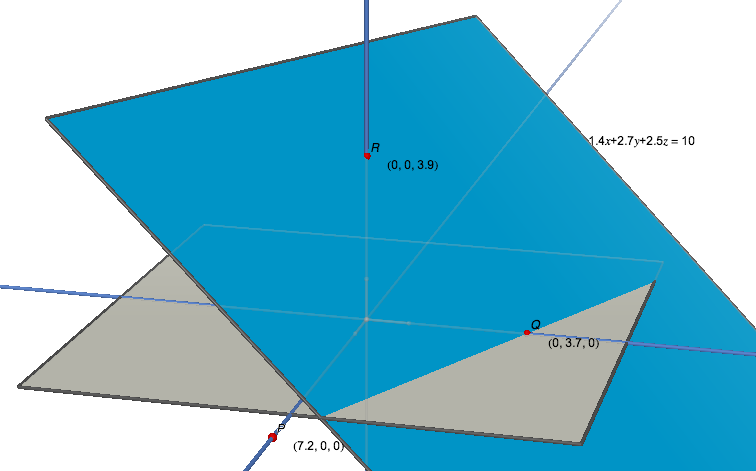 1.4x+2.7y+2.5z = 10
R
(0, 0, 3.9)
Q
(0, 3.7, 0)
P
(7.2, 0, 0)